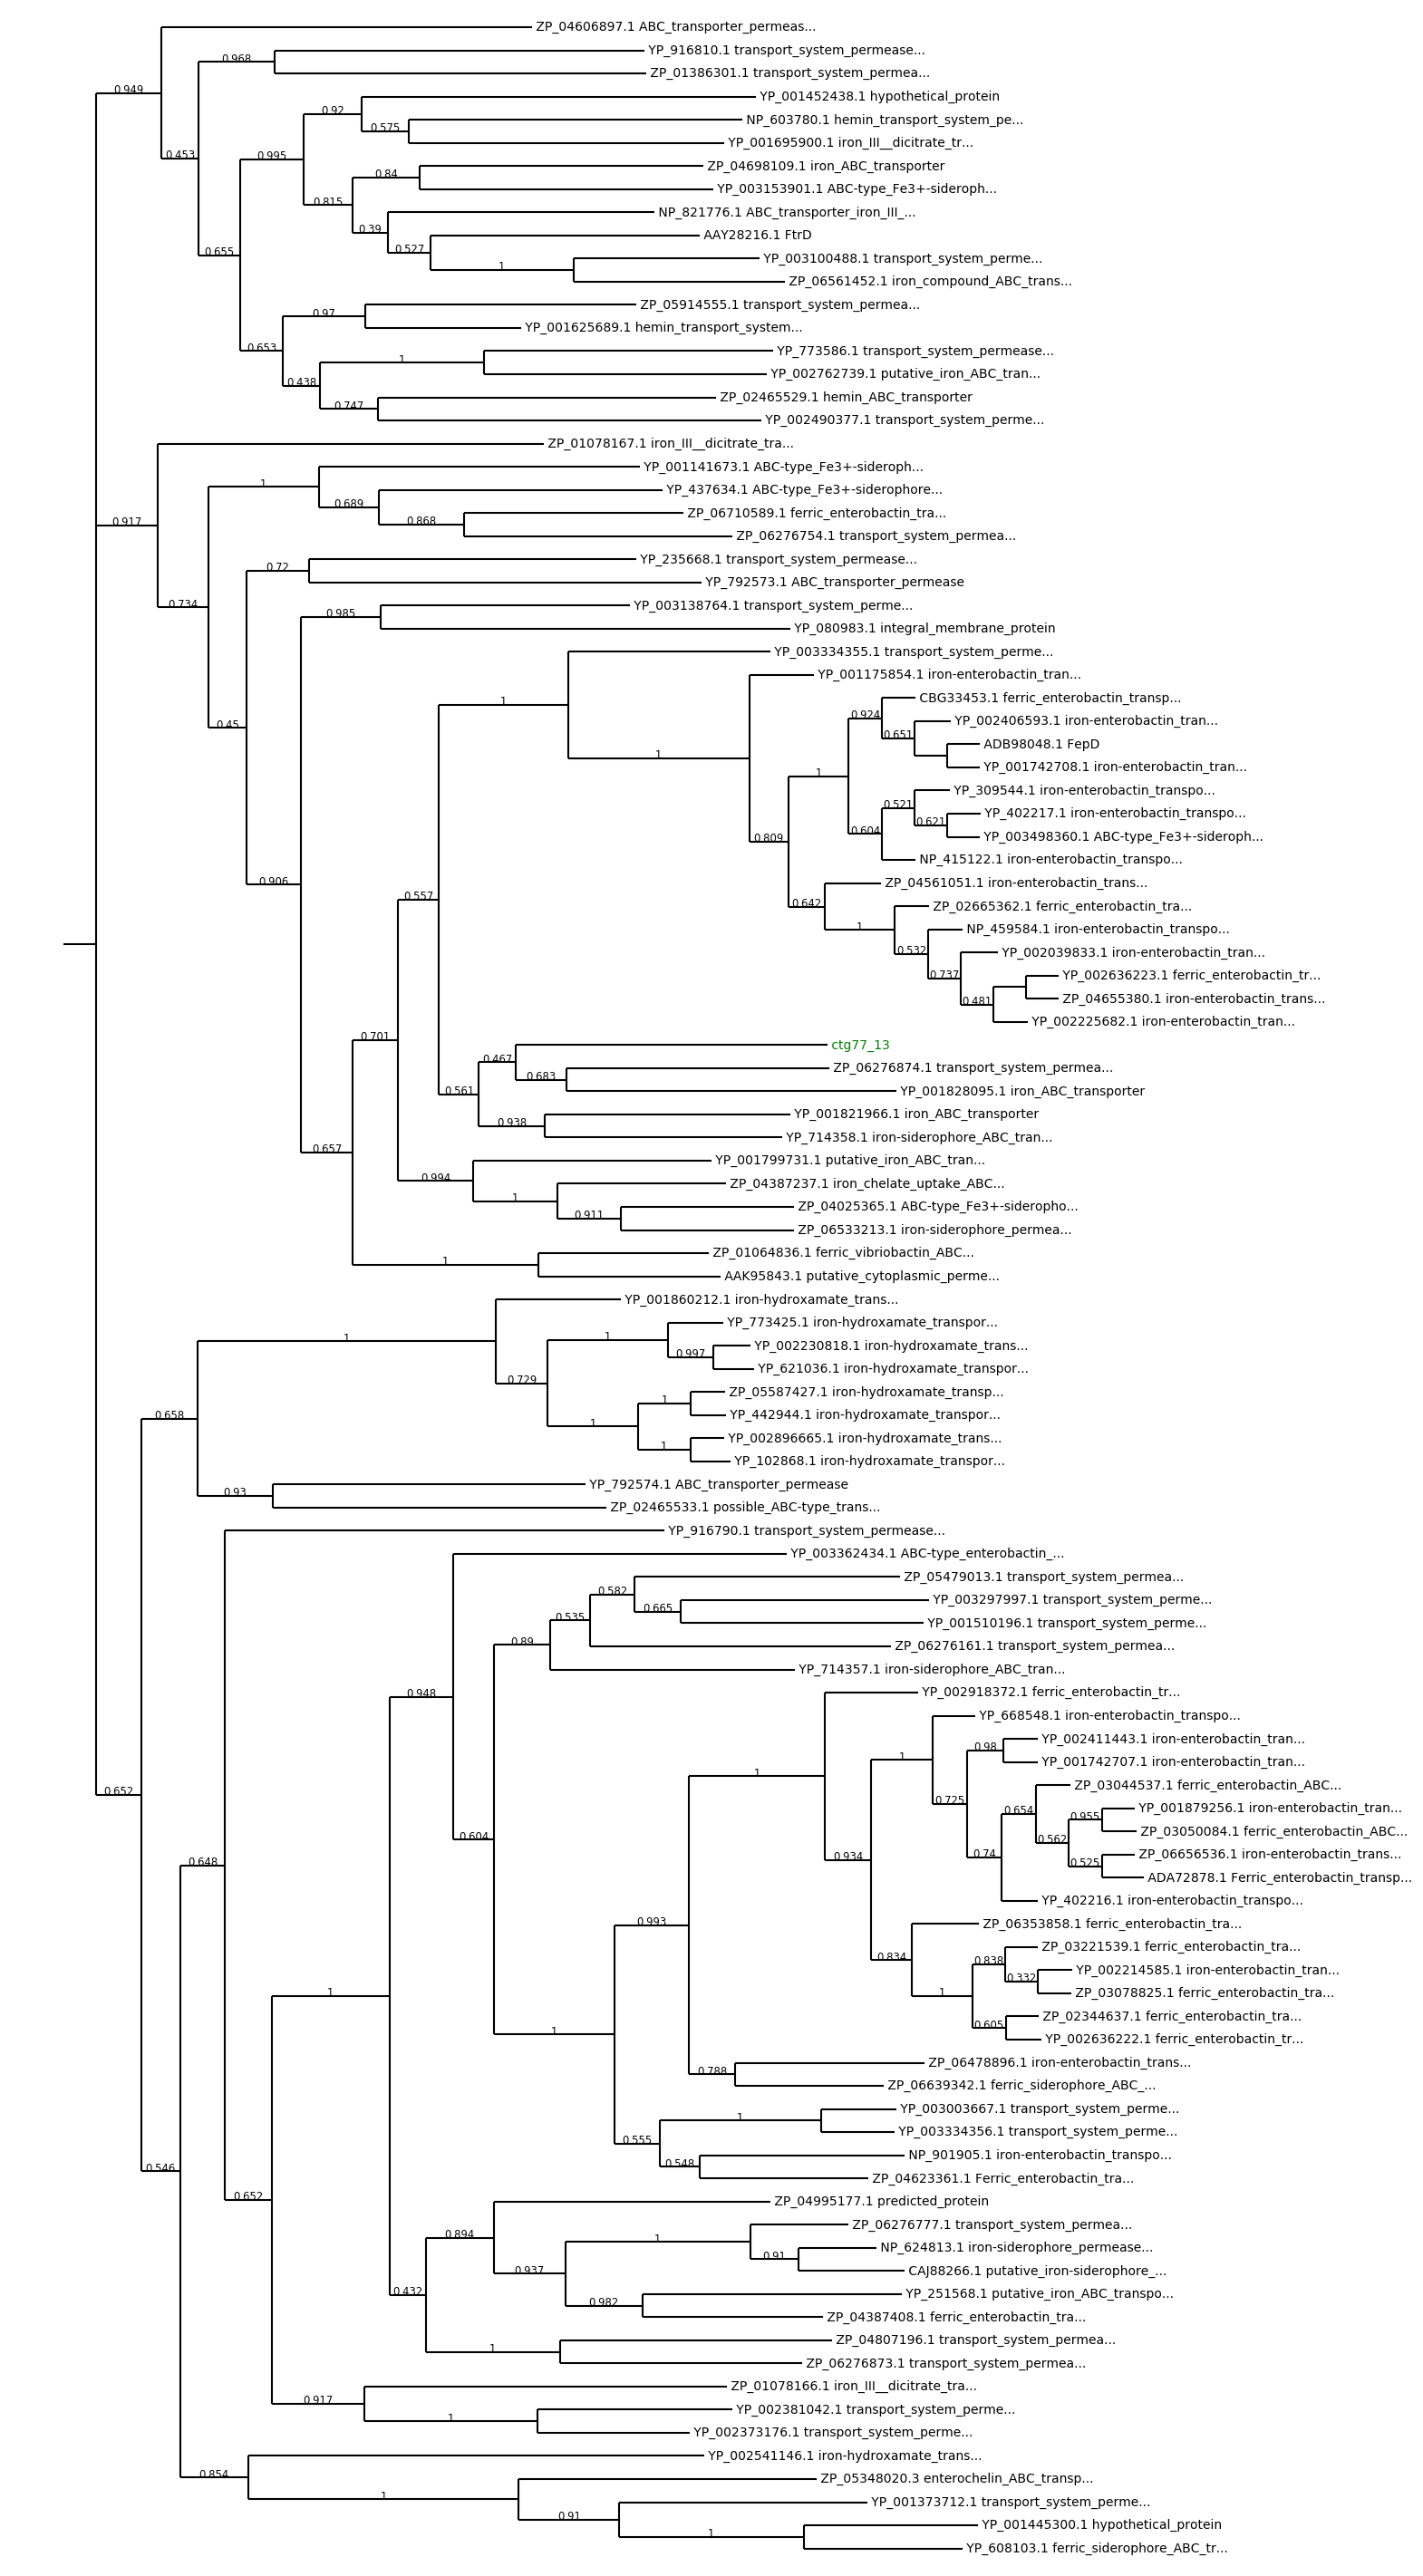 ZP_04606897.1 ABC_transporter_permeas...
YP_916810.1 transport_system_permease...
0.968
ZP_01386301.1 transport_system_permea...
0.949
YP_001452438.1 hypothetical_protein
0.92
NP_603780.1 hemin_transport_system_pe...
0.575
YP_001695900.1 iron_III__dicitrate_tr...
0.453
0.995
ZP_04698109.1 iron_ABC_transporter
0.84
YP_003153901.1 ABC-type_Fe3+-sideroph...
0.815
NP_821776.1 ABC_transporter_iron_III_...
0.39
AAY28216.1 FtrD
0.527
0.655
YP_003100488.1 transport_system_perme...
1
ZP_06561452.1 iron_compound_ABC_trans...
ZP_05914555.1 transport_system_permea...
0.97
YP_001625689.1 hemin_transport_system...
0.653
YP_773586.1 transport_system_permease...
1
YP_002762739.1 putative_iron_ABC_tran...
0.438
ZP_02465529.1 hemin_ABC_transporter
0.747
YP_002490377.1 transport_system_perme...
ZP_01078167.1 iron_III__dicitrate_tra...
YP_001141673.1 ABC-type_Fe3+-sideroph...
1
YP_437634.1 ABC-type_Fe3+-siderophore...
0.689
ZP_06710589.1 ferric_enterobactin_tra...
0.917
0.868
ZP_06276754.1 transport_system_permea...
YP_235668.1 transport_system_permease...
0.72
YP_792573.1 ABC_transporter_permease
0.734
YP_003138764.1 transport_system_perme...
0.985
YP_080983.1 integral_membrane_protein
YP_003334355.1 transport_system_perme...
YP_001175854.1 iron-enterobactin_tran...
CBG33453.1 ferric_enterobactin_transp...
1
0.924
YP_002406593.1 iron-enterobactin_tran...
0.45
0.651
ADB98048.1 FepD
1
YP_001742708.1 iron-enterobactin_tran...
1
YP_309544.1 iron-enterobactin_transpo...
0.521
YP_402217.1 iron-enterobactin_transpo...
0.621
0.604
YP_003498360.1 ABC-type_Fe3+-sideroph...
0.809
NP_415122.1 iron-enterobactin_transpo...
0.906
ZP_04561051.1 iron-enterobactin_trans...
0.557
0.642
ZP_02665362.1 ferric_enterobactin_tra...
1
NP_459584.1 iron-enterobactin_transpo...
0.532
YP_002039833.1 iron-enterobactin_tran...
0.737
YP_002636223.1 ferric_enterobactin_tr...
0.481
ZP_04655380.1 iron-enterobactin_trans...
YP_002225682.1 iron-enterobactin_tran...
0.701
ctg77_13
0.467
ZP_06276874.1 transport_system_permea...
0.683
0.561
YP_001828095.1 iron_ABC_transporter
YP_001821966.1 iron_ABC_transporter
0.938
YP_714358.1 iron-siderophore_ABC_tran...
0.657
YP_001799731.1 putative_iron_ABC_tran...
0.994
ZP_04387237.1 iron_chelate_uptake_ABC...
1
ZP_04025365.1 ABC-type_Fe3+-sideropho...
0.911
ZP_06533213.1 iron-siderophore_permea...
ZP_01064836.1 ferric_vibriobactin_ABC...
1
AAK95843.1 putative_cytoplasmic_perme...
YP_001860212.1 iron-hydroxamate_trans...
YP_773425.1 iron-hydroxamate_transpor...
1
1
YP_002230818.1 iron-hydroxamate_trans...
0.997
YP_621036.1 iron-hydroxamate_transpor...
0.729
ZP_05587427.1 iron-hydroxamate_transp...
1
YP_442944.1 iron-hydroxamate_transpor...
0.658
1
YP_002896665.1 iron-hydroxamate_trans...
1
YP_102868.1 iron-hydroxamate_transpor...
YP_792574.1 ABC_transporter_permease
0.93
ZP_02465533.1 possible_ABC-type_trans...
YP_916790.1 transport_system_permease...
YP_003362434.1 ABC-type_enterobactin_...
ZP_05479013.1 transport_system_permea...
0.582
YP_003297997.1 transport_system_perme...
0.665
0.535
YP_001510196.1 transport_system_perme...
0.89
ZP_06276161.1 transport_system_permea...
YP_714357.1 iron-siderophore_ABC_tran...
0.948
YP_002918372.1 ferric_enterobactin_tr...
YP_668548.1 iron-enterobactin_transpo...
YP_002411443.1 iron-enterobactin_tran...
0.98
1
YP_001742707.1 iron-enterobactin_tran...
1
ZP_03044537.1 ferric_enterobactin_ABC...
0.652
0.725
YP_001879256.1 iron-enterobactin_tran...
0.654
0.955
ZP_03050084.1 ferric_enterobactin_ABC...
0.604
0.562
ZP_06656536.1 iron-enterobactin_trans...
0.934
0.74
0.525
0.648
ADA72878.1 Ferric_enterobactin_transp...
YP_402216.1 iron-enterobactin_transpo...
0.993
ZP_06353858.1 ferric_enterobactin_tra...
ZP_03221539.1 ferric_enterobactin_tra...
0.834
0.838
YP_002214585.1 iron-enterobactin_tran...
0.332
1
1
ZP_03078825.1 ferric_enterobactin_tra...
ZP_02344637.1 ferric_enterobactin_tra...
0.605
1
YP_002636222.1 ferric_enterobactin_tr...
ZP_06478896.1 iron-enterobactin_trans...
0.788
ZP_06639342.1 ferric_siderophore_ABC_...
YP_003003667.1 transport_system_perme...
1
YP_003334356.1 transport_system_perme...
0.555
NP_901905.1 iron-enterobactin_transpo...
0.548
0.546
ZP_04623361.1 Ferric_enterobactin_tra...
0.652
ZP_04995177.1 predicted_protein
ZP_06276777.1 transport_system_permea...
0.894
1
NP_624813.1 iron-siderophore_permease...
0.91
CAJ88266.1 putative_iron-siderophore_...
0.937
0.432
YP_251568.1 putative_iron_ABC_transpo...
0.982
ZP_04387408.1 ferric_enterobactin_tra...
ZP_04807196.1 transport_system_permea...
1
ZP_06276873.1 transport_system_permea...
ZP_01078166.1 iron_III__dicitrate_tra...
0.917
YP_002381042.1 transport_system_perme...
1
YP_002373176.1 transport_system_perme...
YP_002541146.1 iron-hydroxamate_trans...
0.854
ZP_05348020.3 enterochelin_ABC_transp...
1
YP_001373712.1 transport_system_perme...
0.91
YP_001445300.1 hypothetical_protein
1
YP_608103.1 ferric_siderophore_ABC_tr...